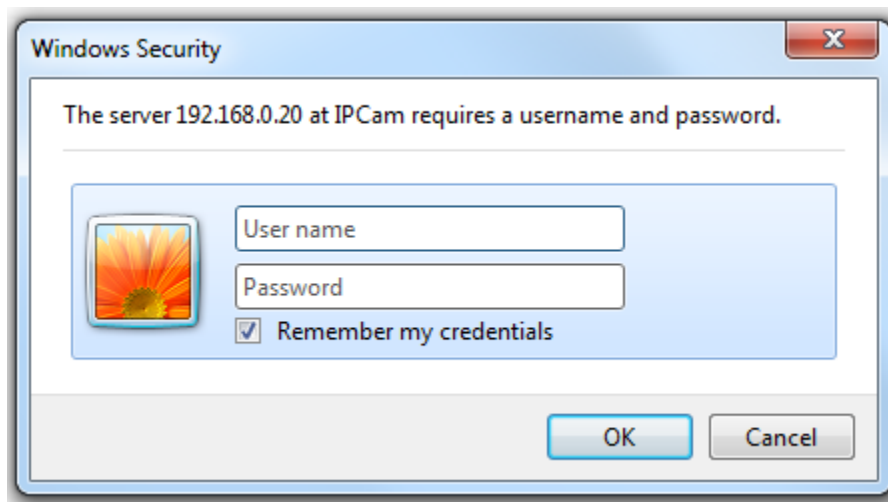 Windows Security
The server 192.168.0.20 at IPCam requires a username and password.
User name
Password
Remember my credentials
OK
Cancel